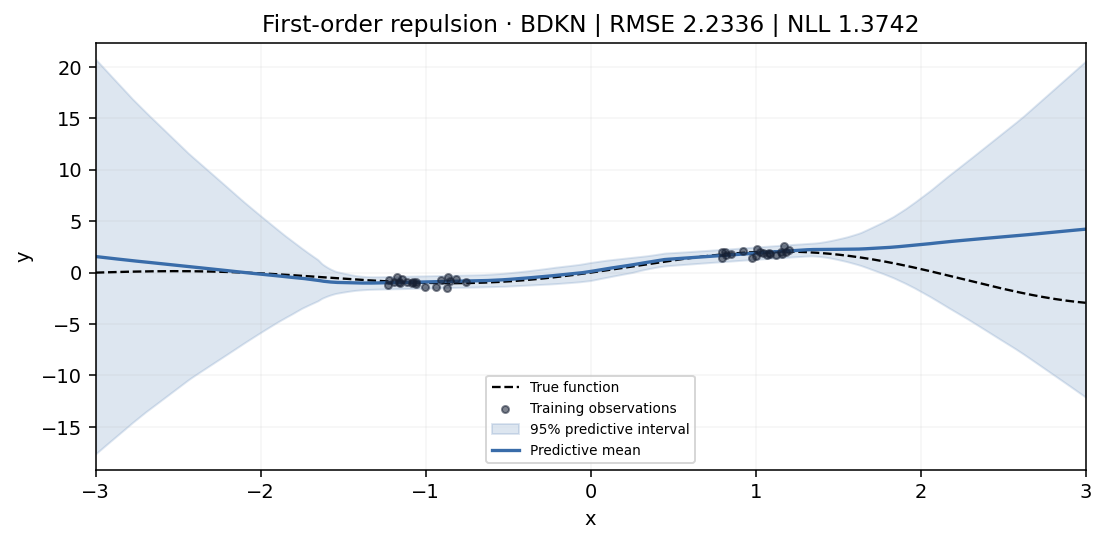 First-order repulsion · BDKN | RMSE 2.2336 | NLL 1.3742
20
15
10
5
0
−5
−10
−15
y
True function
Training observations
95% predictive interval
Predictive mean
−3 −2 −1 0 1 2 3
x